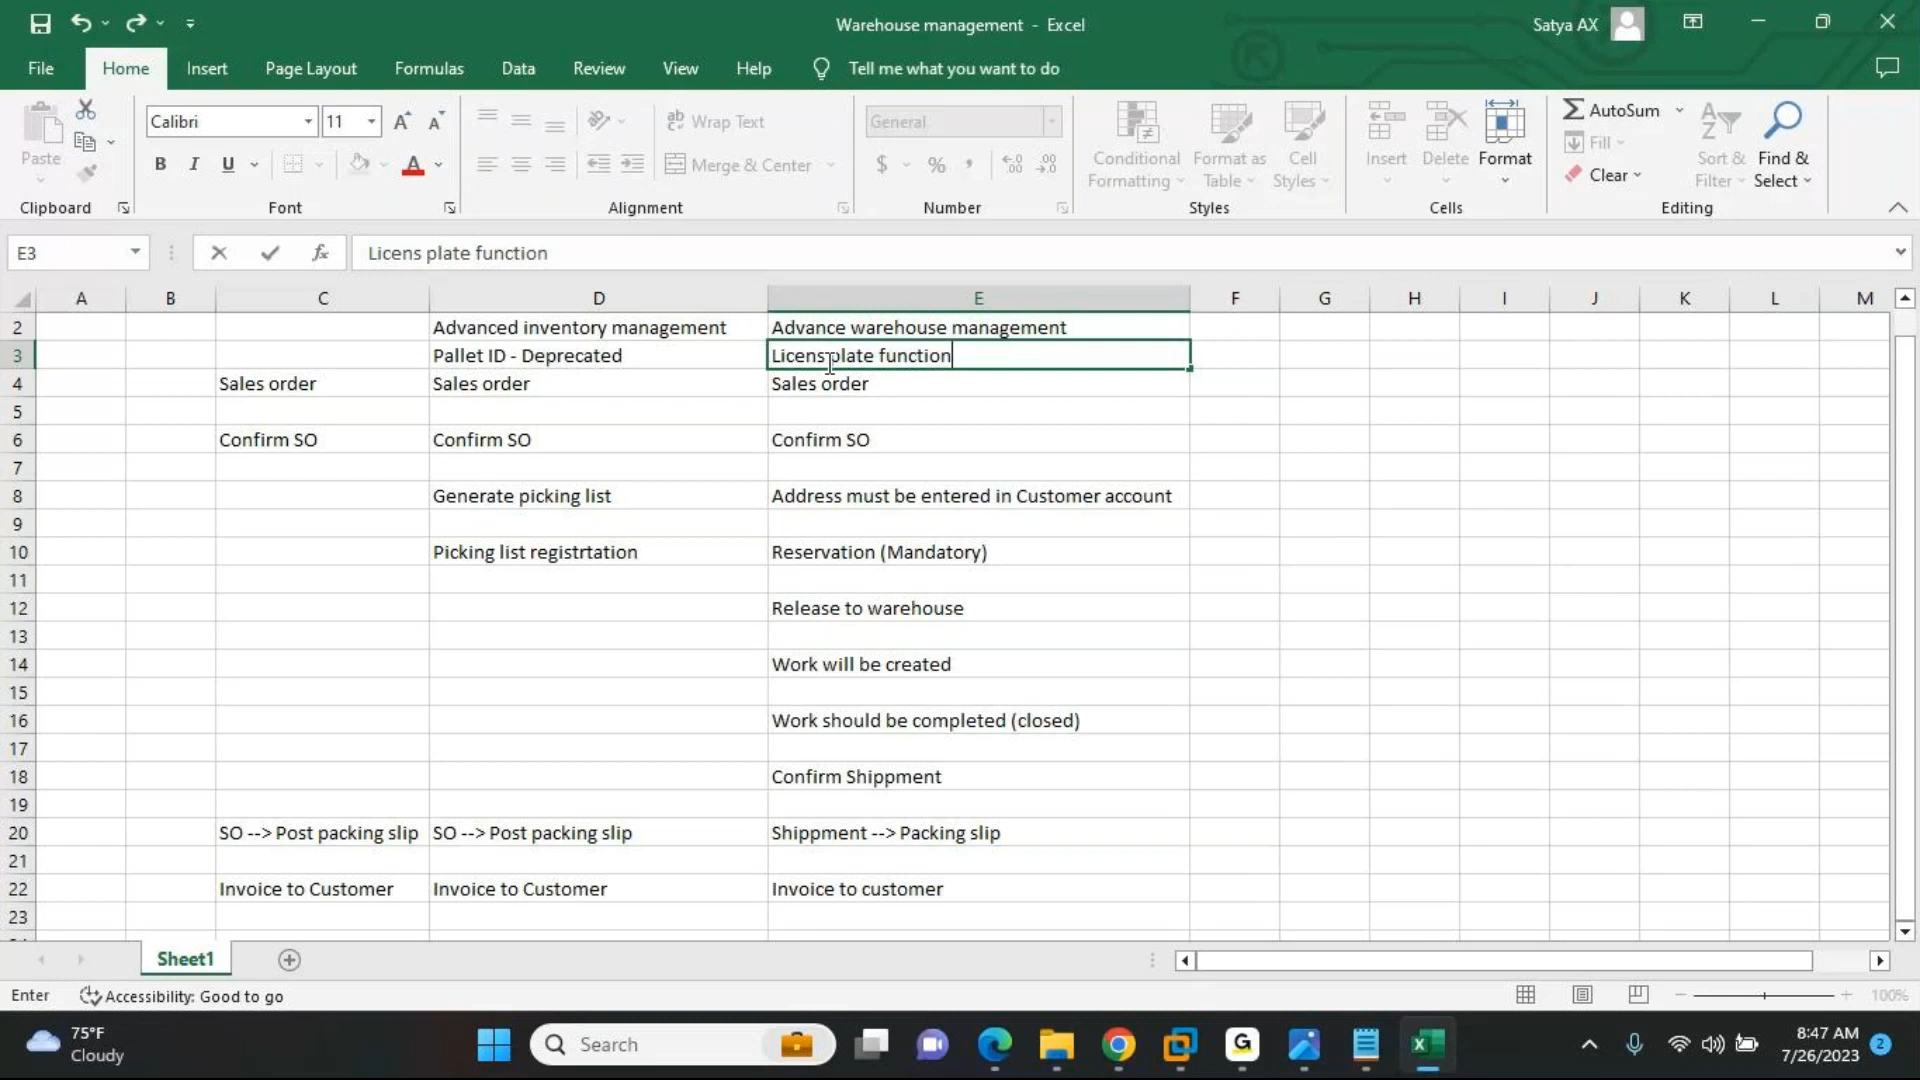 Warehouse management - Excel
Satya AX
File Home Insert Page Layout Formulas Data Review View Help Tell me what you want to do
Calibri 11 Wrap Text General AutoSum
Paste B I U Merge & Center $ % , Conditional Formatting Format as Table Cell Styles Insert Delete Format Fill Clear Sort & Filter Find & Select
Clipboard Font Alignment Number Styles Cells Editing
E3 fx Licens plate function
A B C D E F G H I J K L M
2 Advanced inventory management Advance warehouse management
3 Pallet ID - Deprecated Licens plate function
4 Sales order Sales order Sales order
5
6 Confirm SO Confirm SO Confirm SO
7
8 Generate picking list Address must be entered in Customer account
9
10 Picking list registrtation Reservation (Mandatory)
11
12 Release to warehouse
13
14 Work will be created
15
16 Work should be completed (closed)
17
18 Confirm Shippment
19
20 SO --> Post packing slip SO --> Post packing slip Shippment --> Packing slip
21
22 Invoice to Customer Invoice to Customer Invoice to customer
23
Sheet1
Enter Accessibility: Good to go 100%
75°F
Cloudy
Search
8:47 AM
7/26/2023
2